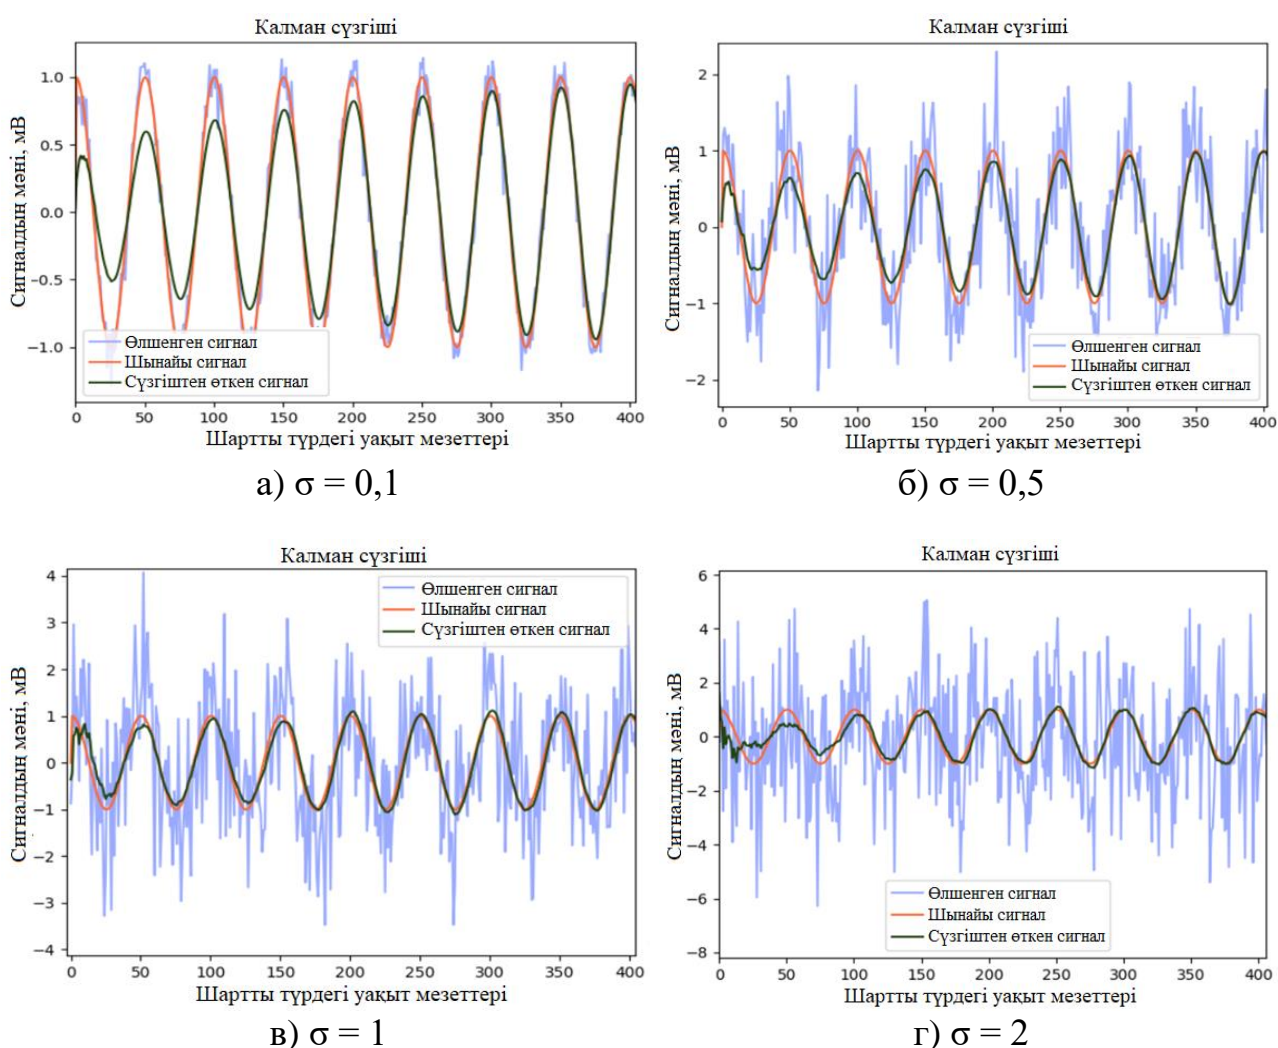 Калман сүзгіші
Сигналдың мәні, мВ
1.0
0.5
0.0
−0.5
−1.0
Өлшенген сигнал
Шынайы сигнал
Сүзгіштен өткен сигнал
0 50 100 150 200 250 300 350 400
Шартты түрдегі уақыт мезеттері
а) σ = 0,1
Калман сүзгіші
Сигналдың мәні, мВ
2
1
0
−1
−2
Өлшенген сигнал
Шынайы сигнал
Сүзгіштен өткен сигнал
0 50 100 150 200 250 300 350 400
Шартты түрдегі уақыт мезеттері
б) σ = 0,5
Калман сүзгіші
Сигналдың мәні, мВ
4
3
2
1
0
−1
−2
−3
−4
Өлшенген сигнал
Шынайы сигнал
Сүзгіштен өткен сигнал
0 50 100 150 200 250 300 350 400
Шартты түрдегі уақыт мезеттері
в) σ = 1
Калман сүзгіші
Сигналдың мәні, мВ
6
4
2
0
−2
−4
−6
−8
Өлшенген сигнал
Шынайы сигнал
Сүзгіштен өткен сигнал
0 50 100 150 200 250 300 350 400
Шартты түрдегі уақыт мезеттері
г) σ = 2